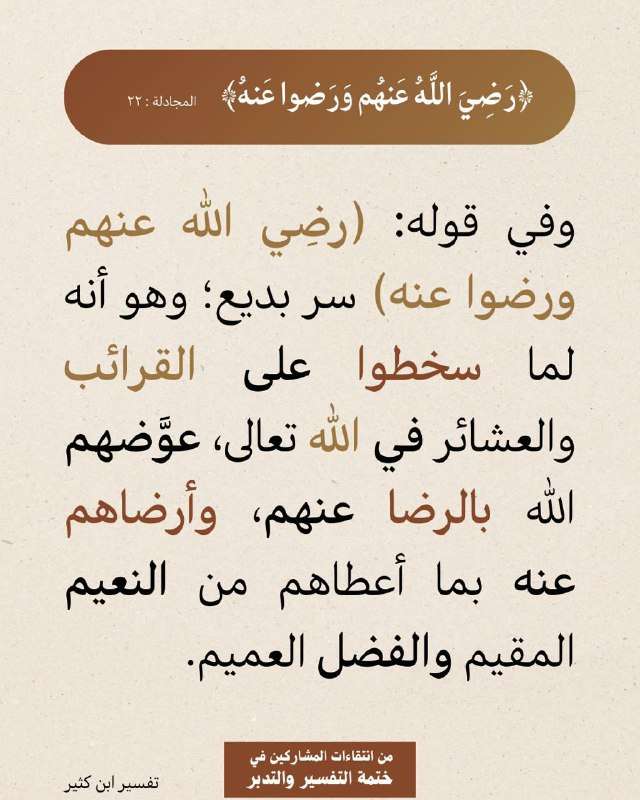 ﴿رَضِيَ اللَّهُ عَنهُم وَرَضوا عَنهُ﴾ المجادلة : ٢٢
وفي قوله: (رضِي الله عنهم
ورضوا عنه) سر بديع؛ وهو أنه
لما سخطوا على القرائب
والعشائر في الله تعالى، عوَّضهم
الله بالرضا عنهم، وأرضاهم
عنه بما أعطاهم من النعيم
المقيم والفضل العميم.
من انتقاءات المشاركين في
ختمة التفسير والتدبر
تفسير ابن كثير